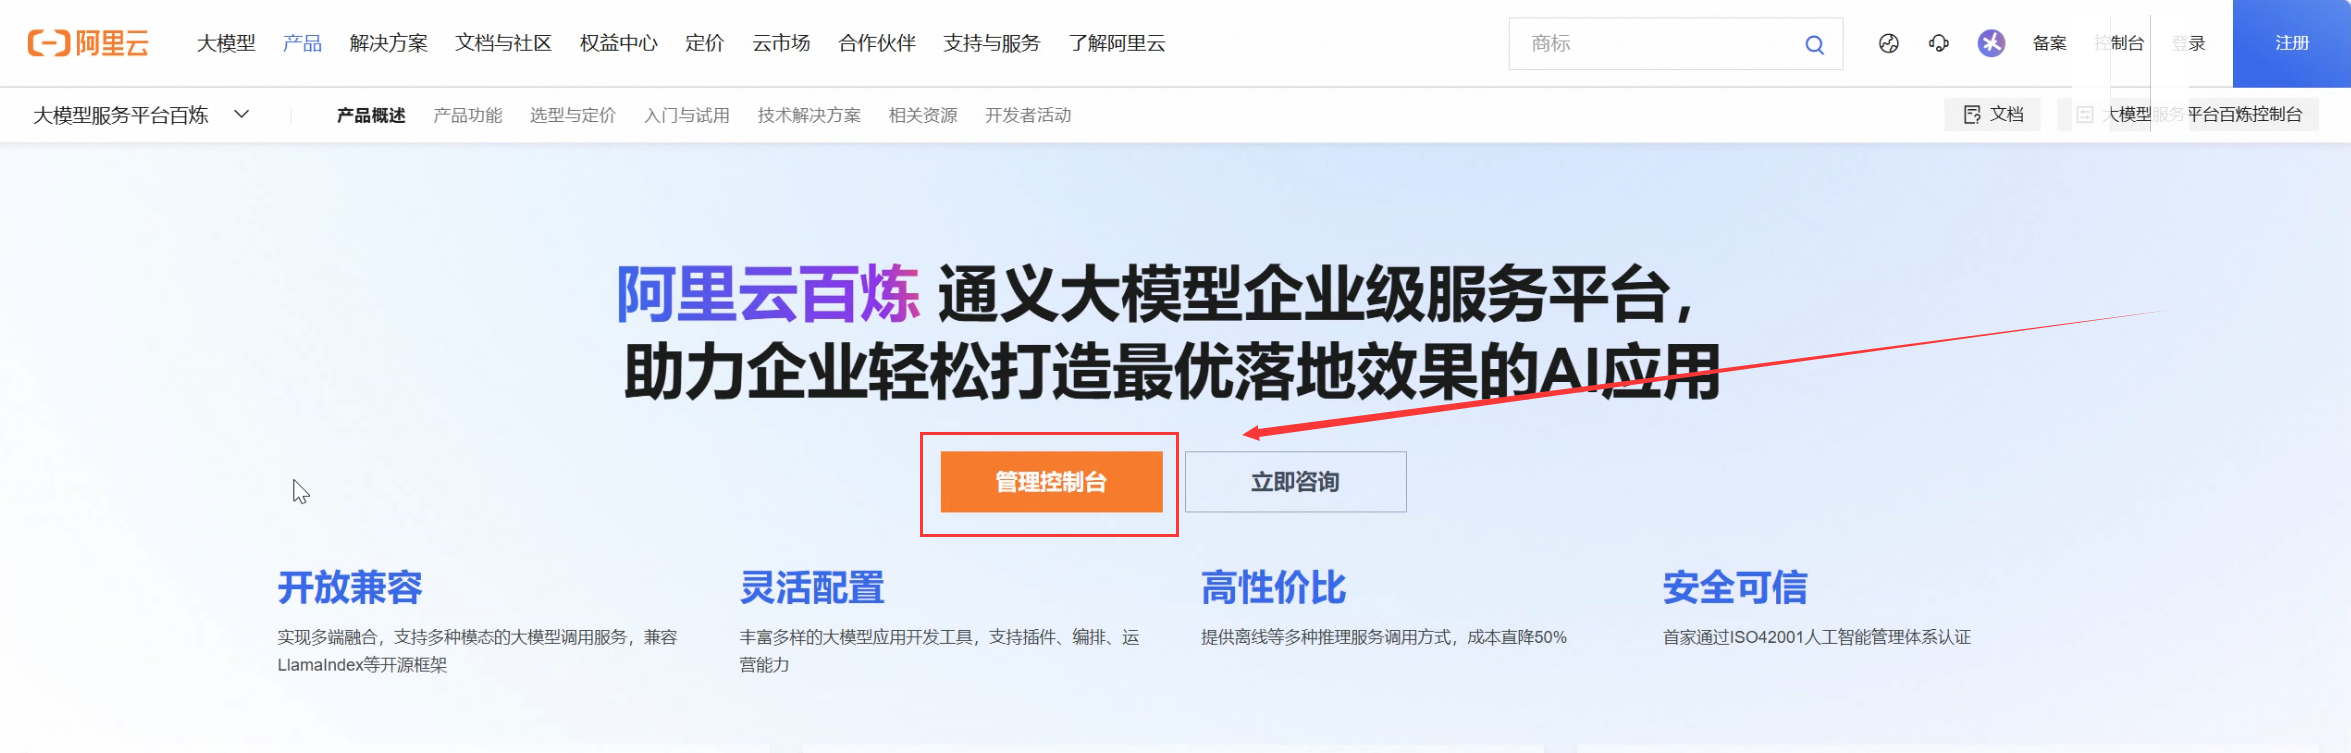 阿里云 大模型 产品 解决方案 文档与社区 权益中心 定价 云市场 合作伙伴 支持与服务 了解阿里云 商标 备案 控制台 登录 注册
大模型服务平台百炼 产品概述 产品功能 选型与定价 入门与试用 技术解决方案 相关资源 开发者活动 文档 大模型服务平台百炼控制台
阿里云百炼 通义大模型企业级服务平台，
助力企业轻松打造最优落地效果的AI应用
管理控制台 立即咨询
开放兼容
实现多端融合，支持多种模态的大模型调用服务，兼容
LlamaIndex等开源框架
灵活配置
丰富多样的大模型应用开发工具，支持插件、编排、运
营能力
高性价比
提供离线等多种推理服务调用方式，成本直降50%
安全可信
首家通过ISO42001人工智能管理体系认证